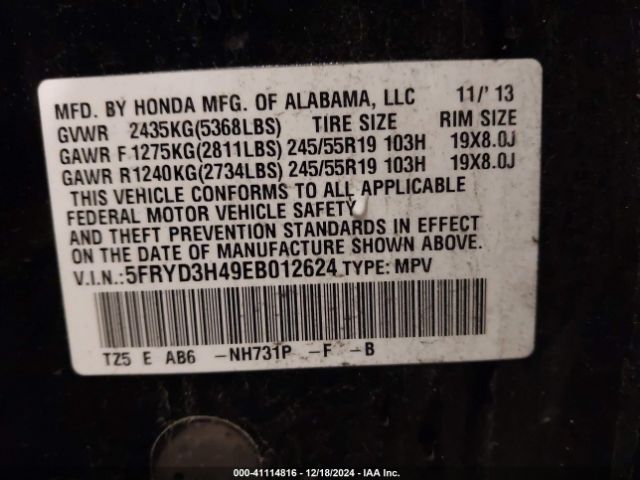 MFD. BY HONDA MFG. OF ALABAMA, LLC 11/' 13
GVWR 2435KG(5368LBS) TIRE SIZE RIM SIZE
GAWR F1275KG(2811LBS) 245/55R19 103H 19X8.0J
GAWR R1240KG(2734LBS) 245/55R19 103H 19X8.0J
THIS VEHICLE CONFORMS TO ALL APPLICABLE
FEDERAL MOTOR VEHICLE SAFETY
AND THEFT PREVENTION STANDARDS IN EFFECT
ON THE DATE OF MANUFACTURE SHOWN ABOVE.
V.I.N.:5FRYD3H49EB012624 TYPE: MPV
TZ5 E AB6 -NH731P -F -B
000-41114816 - 12/18/2024 - IAA Inc.